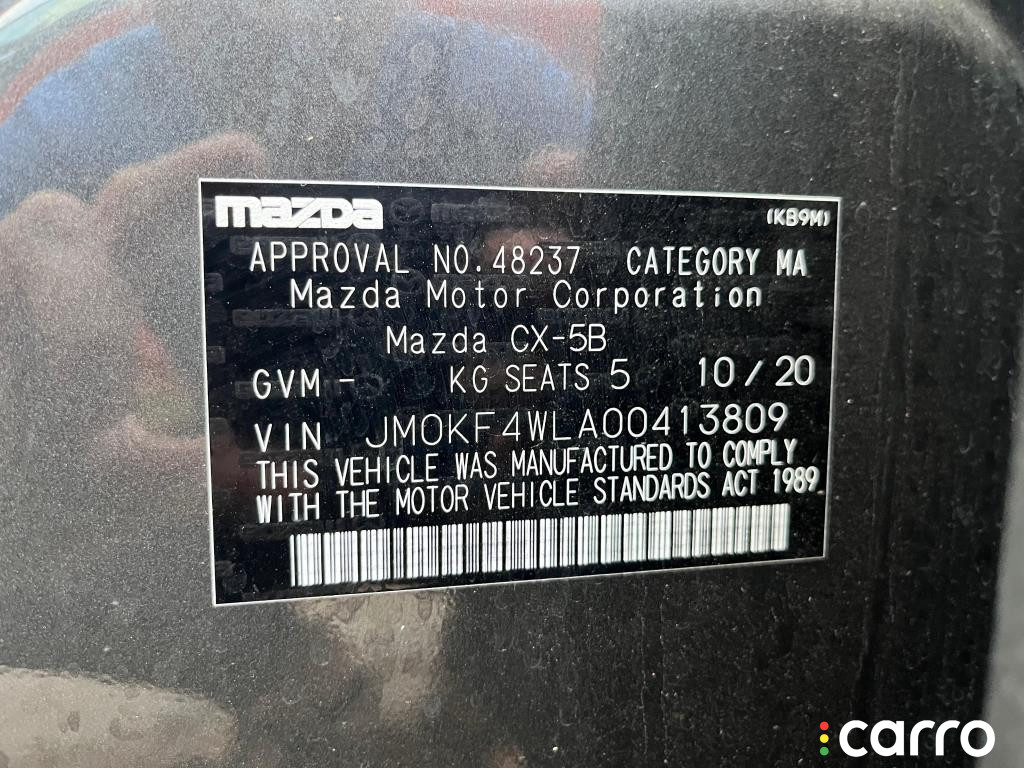 mazda (KB9M)
APPROVAL NO.48237 CATEGORY MA
Mazda Motor Corporation
Mazda CX-5B
GVM - KG SEATS 5 10/20
VIN JM0KF4WLA00413809
THIS VEHICLE WAS MANUFACTURED TO COMPLY
WITH THE MOTOR VEHICLE STANDARDS ACT 1989
carro